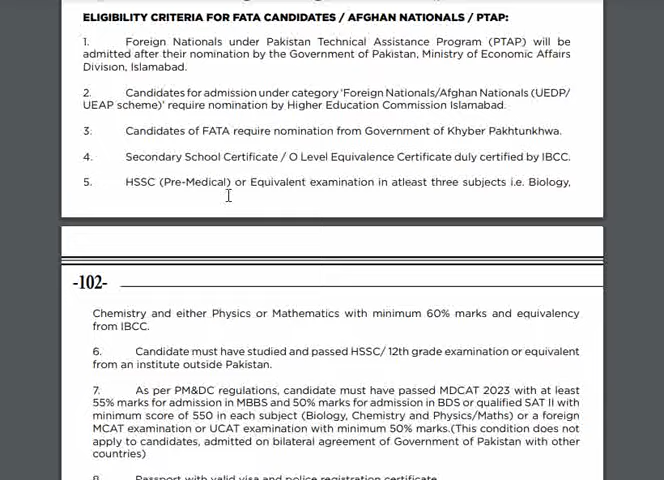 ELIGIBILITY CRITERIA FOR FATA CANDIDATES / AFGHAN NATIONALS / PTAP:
1. Foreign Nationals under Pakistan Technical Assistance Program (PTAP) will be
admitted after their nomination by the Government of Pakistan, Ministry of Economic Affairs
Division, Islamabad.
2. Candidates for admission under category 'Foreign Nationals/Afghan Nationals (UEDP/
UEAP scheme)' require nomination by Higher Education Commission Islamabad.
3. Candidates of FATA require nomination from Government of Khyber Pakhtunkhwa.
4. Secondary School Certificate / O Level Equivalence Certificate duly certified by IBCC.
5. HSSC (Pre-Medical) or Equivalent examination in atleast three subjects i.e. Biology,
-102-
Chemistry and either Physics or Mathematics with minimum 60% marks and equivalency
from IBCC.
6. Candidate must have studied and passed HSSC/ 12th grade examination or equivalent
from an institute outside Pakistan.
7. As per PM&DC regulations, candidate must have passed MDCAT 2023 with at least
55% marks for admission in MBBS and 50% marks for admission in BDS or qualified SAT II with
minimum score of 550 in each subject (Biology, Chemistry and Physics/Maths) or a foreign
MCAT examination or UCAT examination with minimum 50% marks.(This condition does not
apply to candidates, admitted on bilateral agreement of Government of Pakistan with other
countries)
8. Passport with valid visa and police registration certificate.